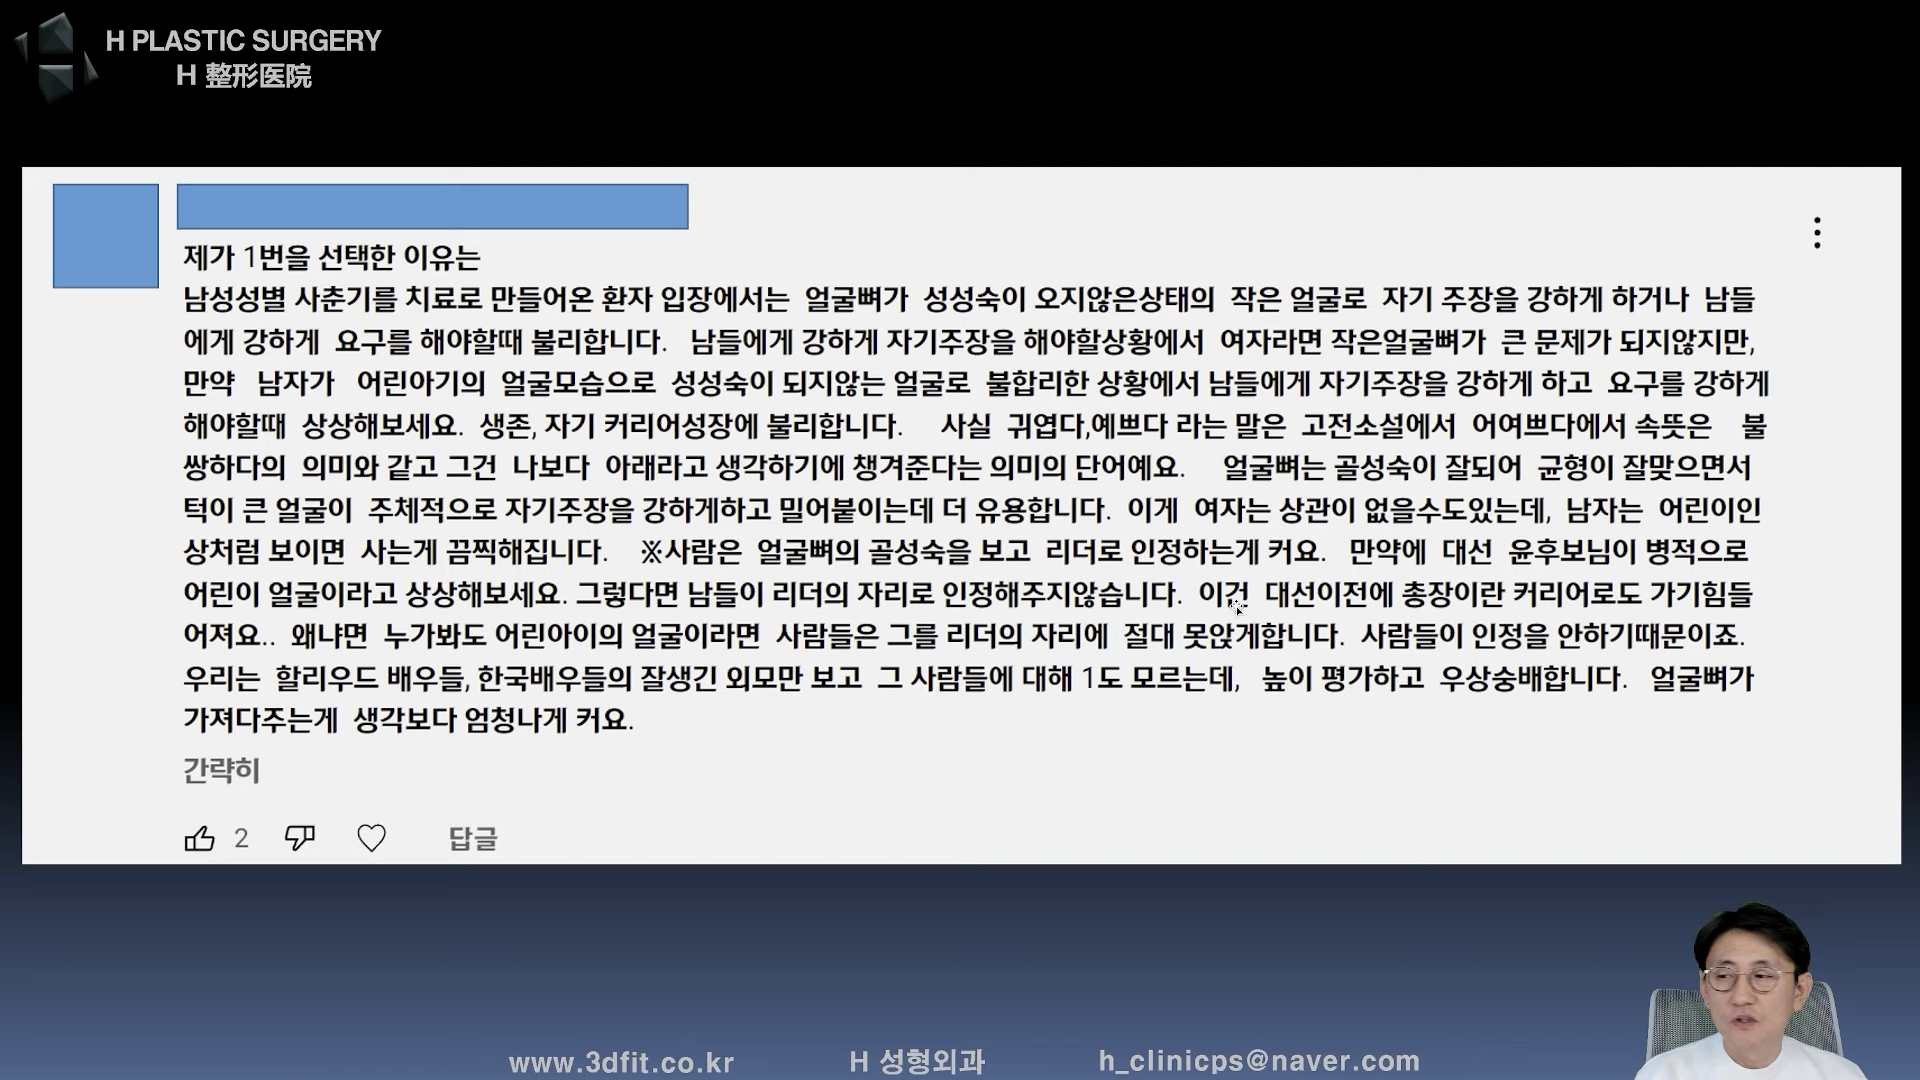 H PLASTIC SURGERY
H 整形医院
제가 1번을 선택한 이유는
남성성별 사춘기를 치료로 만들어온 환자 입장에서는 얼굴뼈가 성성숙이 오지않은상태의 작은 얼굴로 자기 주장을 강하게 하거나 남들
에게 강하게 요구를 해야할때 불리합니다. 남들에게 강하게 자기주장을 해야할상황에서 여자라면 작은얼굴뼈가 큰 문제가 되지않지만,
만약 남자가 어린아기의 얼굴모습으로 성성숙이 되지않는 얼굴로 불합리한 상황에서 남들에게 자기주장을 강하게 하고 요구를 강하게
해야할때 상상해보세요. 생존, 자기 커리어성장에 불리합니다. 사실 귀엽다,예쁘다 라는 말은 고전소설에서 어여쁘다에서 속뜻은 불
쌍하다의 의미와 같고 그건 나보다 아래라고 생각하기에 챙겨준다는 의미의 단어예요. 얼굴뼈는 골성숙이 잘되어 균형이 잘맞으면서
턱이 큰 얼굴이 주체적으로 자기주장을 강하게하고 밀어붙이는데 더 유용합니다. 이게 여자는 상관이 없을수도있는데, 남자는 어린이인
상처럼 보이면 사는게 끔찍해집니다. ※사람은 얼굴뼈의 골성숙을 보고 리더로 인정하는게 커요. 만약에 대선 윤후보님이 병적으로
어린이 얼굴이라고 상상해보세요. 그렇다면 남들이 리더의 자리로 인정해주지않습니다. 이건 대선이전에 총장이란 커리어로도 가기힘들
어져요.. 왜냐면 누가봐도 어린아이의 얼굴이라면 사람들은 그를 리더의 자리에 절대 못앉게합니다. 사람들이 인정을 안하기때문이죠.
우리는 할리우드 배우들, 한국배우들의 잘생긴 외모만 보고 그 사람들에 대해 1도 모르는데, 높이 평가하고 우상숭배합니다. 얼굴뼈가
가져다주는게 생각보다 엄청나게 커요.
간략히
2 답글
www.3dfit.co.kr H 성형외과 h_clinicps@naver.com